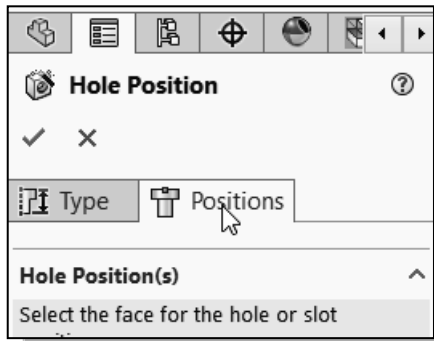 Hole Position
Type Positions
Hole Position(s)
Select the face for the hole or slot